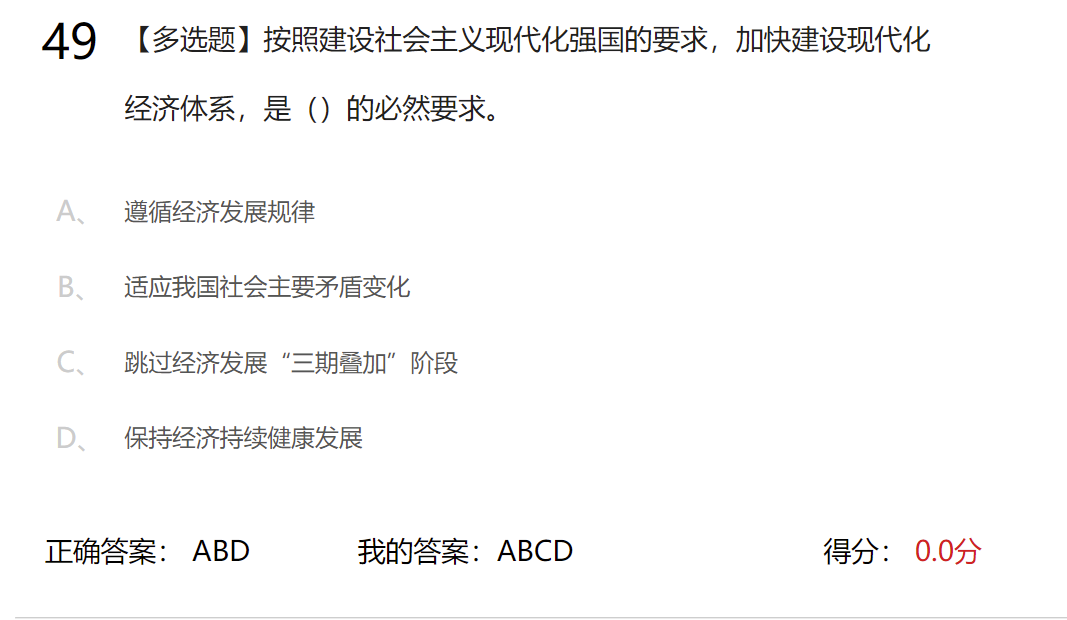 49 【多选题】按照建设社会主义现代化强国的要求，加快建设现代化
经济体系，是（）的必然要求。
A、 遵循经济发展规律
B、 适应我国社会主要矛盾变化
C、 跳过经济发展“三期叠加”阶段
D、 保持经济持续健康发展
正确答案： ABD 我的答案：ABCD 得分： 0.0分